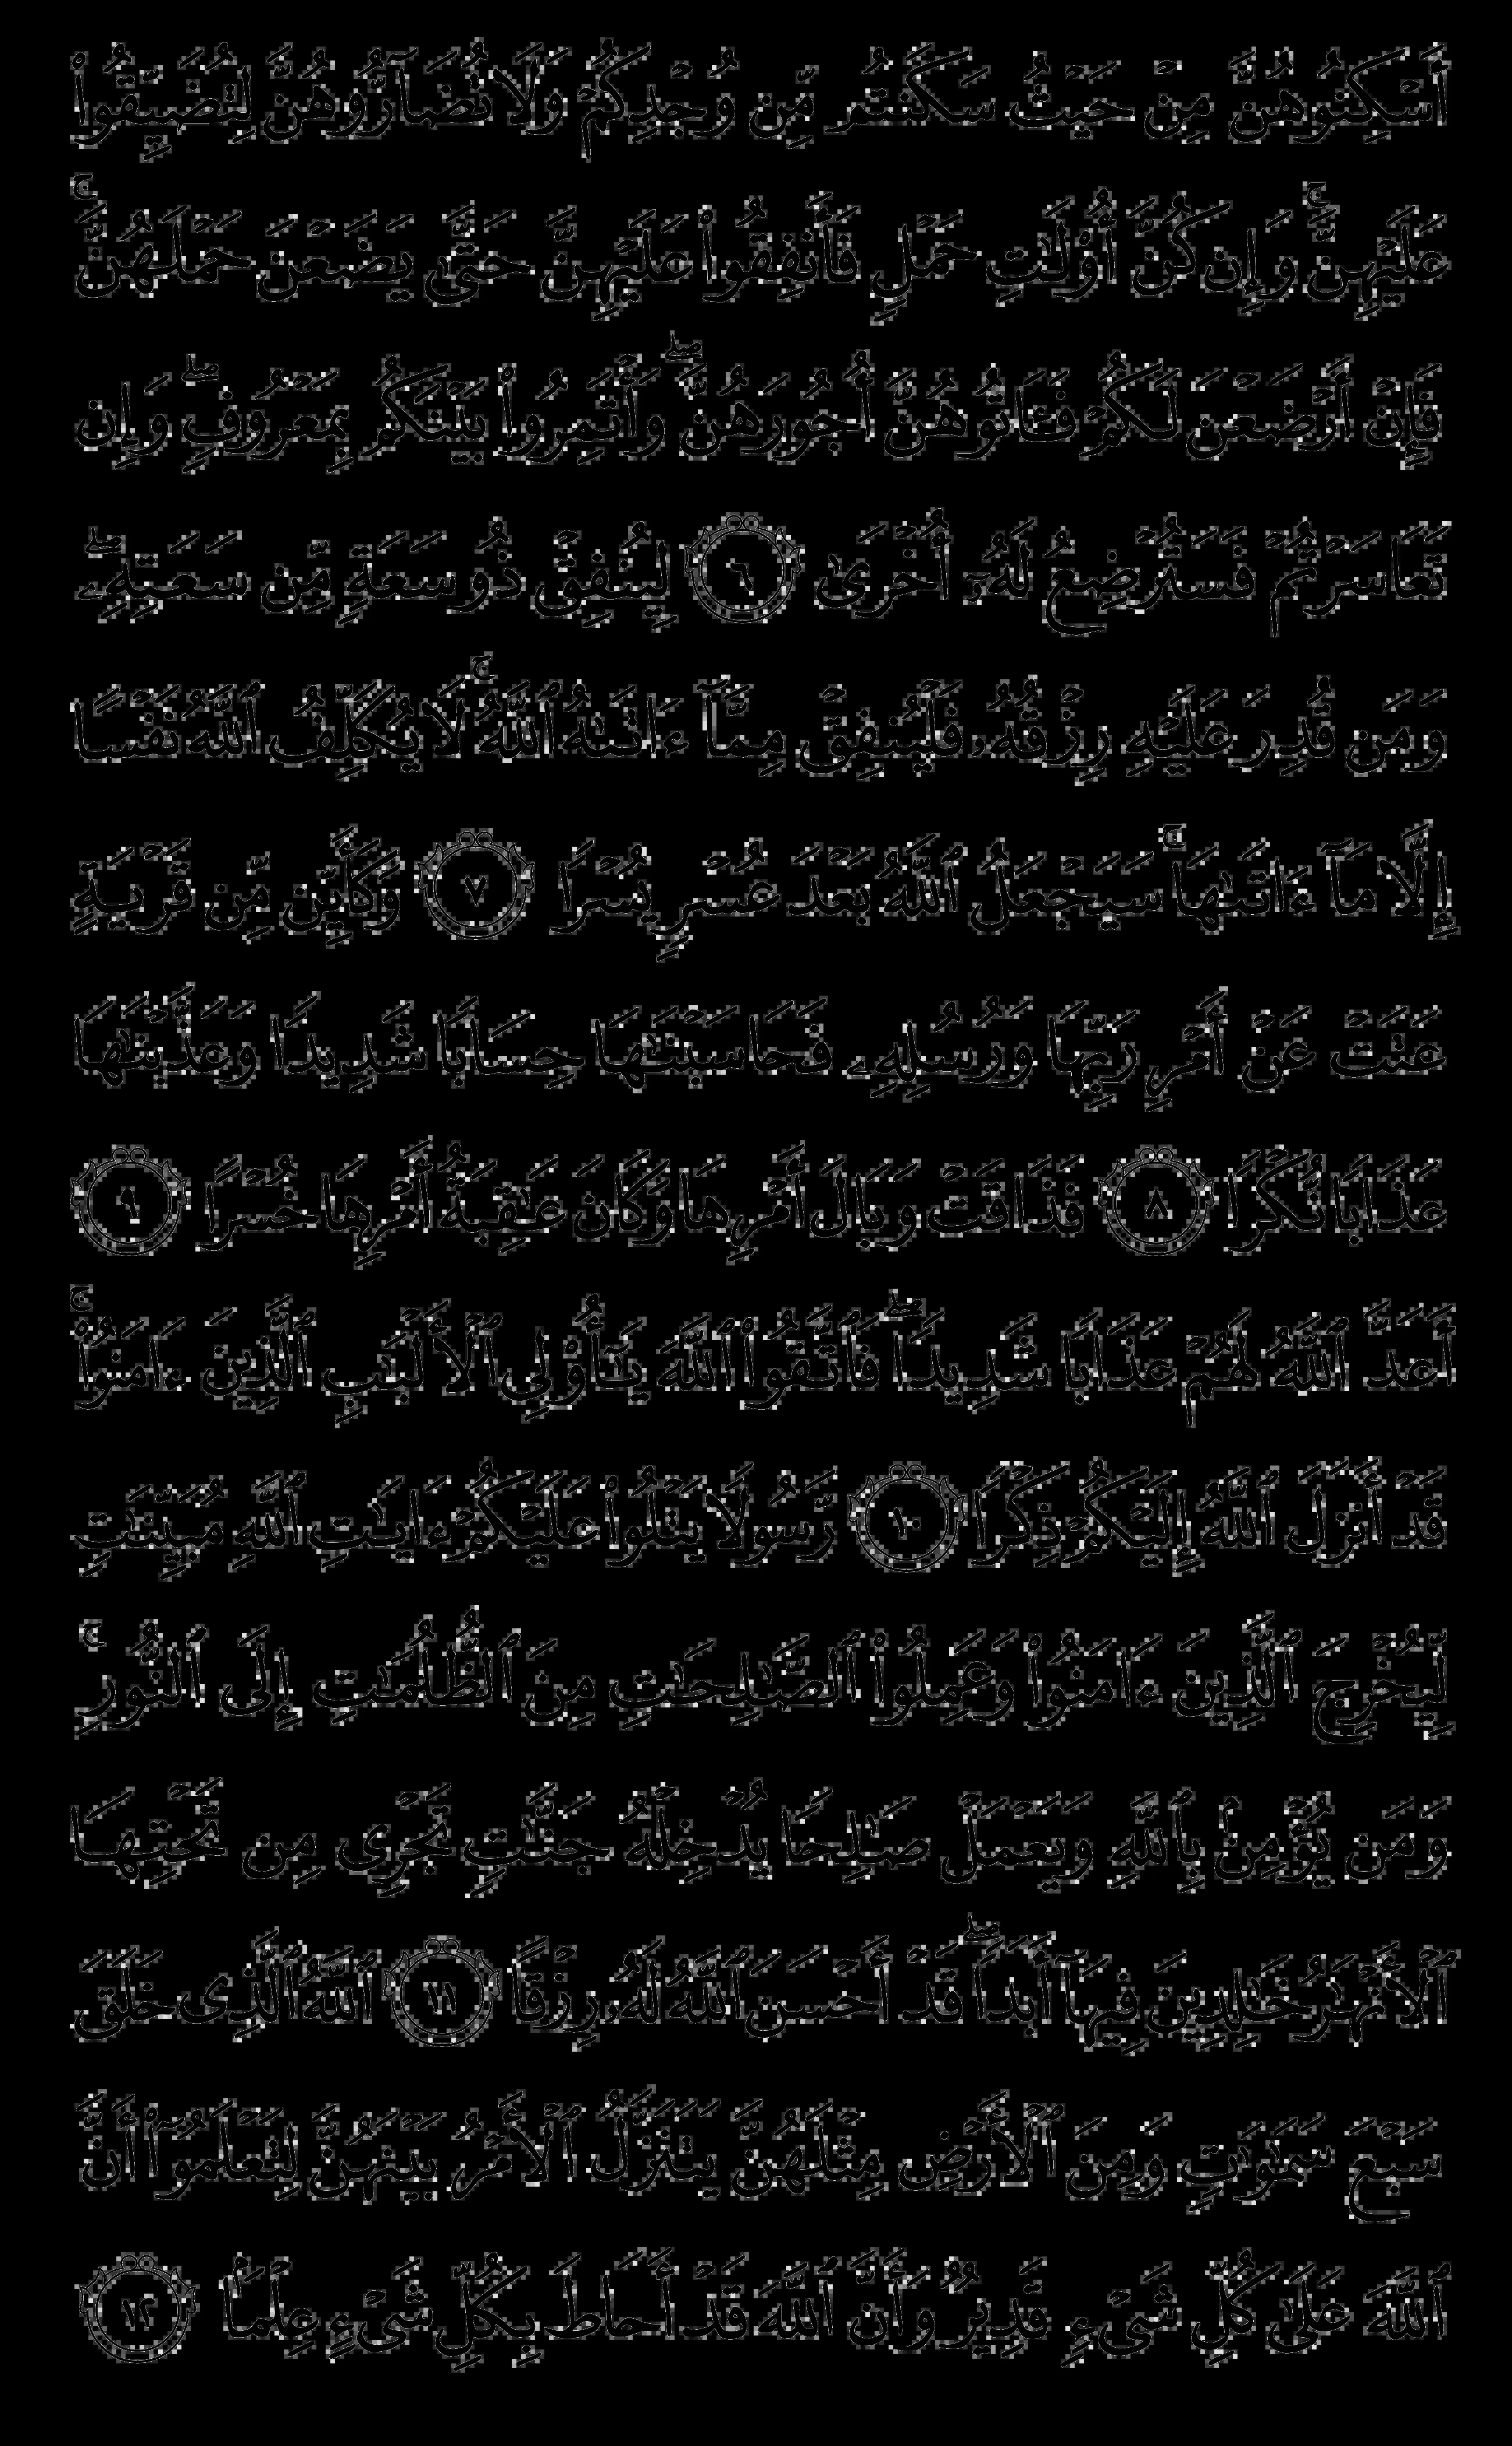 أَسْكِنُوهُنَّ مِنْ حَيْثُ سَكَنتُم مِّن وُجْدِكُمْ وَلَا تُضَآرُّوهُنَّ لِتُضَيِّقُوا۟
عَلَيْهِنَّ ۚ وَإِن كُنَّ أُو۟لَـٰتِ حَمْلٍ فَأَنفِقُوا۟ عَلَيْهِنَّ حَتَّىٰ يَضَعْنَ حَمْلَهُنَّ ۚ
فَإِنْ أَرْضَعْنَ لَكُمْ فَـَٔاتُوهُنَّ أُجُورَهُنَّ ۖ وَأْتَمِرُوا۟ بَيْنَكُم بِمَعْرُوفٍ ۖ وَإِن
تَعَاسَرْتُمْ فَسَتُرْضِعُ لَهُۥٓ أُخْرَىٰ ٦ لِيُنفِقْ ذُو سَعَةٍ مِّن سَعَتِهِۦ ۖ
وَمَن قُدِرَ عَلَيْهِ رِزْقُهُۥ فَلْيُنفِقْ مِمَّآ ءَاتَىٰهُ ٱللَّهُ ۚ لَا يُكَلِّفُ ٱللَّهُ نَفْسًا
إِلَّا مَآ ءَاتَىٰهَا ۚ سَيَجْعَلُ ٱللَّهُ بَعْدَ عُسْرٍ يُسْرًا ٧ وَكَأَيِّن مِّن قَرْيَةٍ
عَتَتْ عَنْ أَمْرِ رَبِّهَا وَرُسُلِهِۦ فَحَاسَبْنَـٰهَا حِسَابًا شَدِيدًا وَعَذَّبْنَـٰهَا
عَذَابًا نُّكْرًا ٨ فَذَاقَتْ وَبَالَ أَمْرِهَا وَكَانَ عَـٰقِبَةُ أَمْرِهَا خُسْرًا ٩
أَعَدَّ ٱللَّهُ لَهُمْ عَذَابًا شَدِيدًا ۖ فَٱتَّقُوا۟ ٱللَّهَ يَـٰٓأُو۟لِى ٱلْأَلْبَـٰبِ ٱلَّذِينَ ءَامَنُوا۟ ۚ
قَدْ أَنزَلَ ٱللَّهُ إِلَيْكُمْ ذِكْرًا ١٠ رَّسُولًا يَتْلُوا۟ عَلَيْكُمْ ءَايَـٰتِ ٱللَّهِ مُبَيِّنَـٰتٍ
لِّيُخْرِجَ ٱلَّذِينَ ءَامَنُوا۟ وَعَمِلُوا۟ ٱلصَّـٰلِحَـٰتِ مِنَ ٱلظُّلُمَـٰتِ إِلَى ٱلنُّورِ ۚ
وَمَن يُؤْمِنۢ بِٱللَّهِ وَيَعْمَلْ صَـٰلِحًا يُدْخِلْهُ جَنَّـٰتٍ تَجْرِى مِن تَحْتِهَا
ٱلْأَنْهَـٰرُ خَـٰلِدِينَ فِيهَآ أَبَدًا ۖ قَدْ أَحْسَنَ ٱللَّهُ لَهُۥ رِزْقًا ١١ ٱللَّهُ ٱلَّذِى خَلَقَ
سَبْعَ سَمَـٰوَٰتٍ وَمِنَ ٱلْأَرْضِ مِثْلَهُنَّ يَتَنَزَّلُ ٱلْأَمْرُ بَيْنَهُنَّ لِتَعْلَمُوٓا۟ أَنَّ
ٱللَّهَ عَلَىٰ كُلِّ شَىْءٍ قَدِيرٌ وَأَنَّ ٱللَّهَ قَدْ أَحَاطَ بِكُلِّ شَىْءٍ عِلْمًۢا ١٢